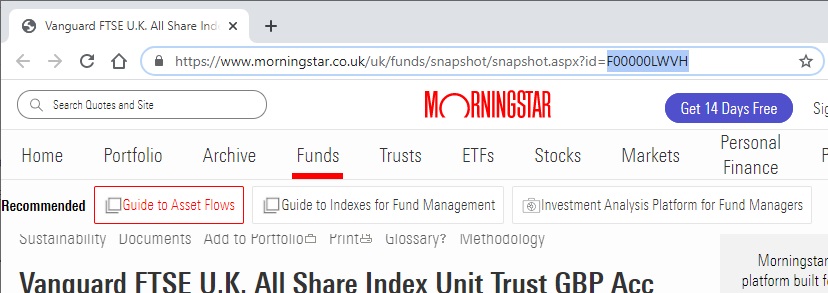 Vanguard FTSE U.K. All Share Ind
https://www.morningstar.co.uk/uk/funds/snapshot/snapshot.aspx?id=F00000LWVH
Search Quotes and Site
MORNINGSTAR
Get 14 Days Free
Sig
Home Portfolio Archive Funds Trusts ETFs Stocks Markets Personal Finance P
Recommended Guide to Asset Flows Guide to Indexes for Fund Management Investment Analysis Platform for Fund Managers
Sustainability Documents Add to Portfolio Print Glossary? Methodology
Vanguard FTSE U.K. All Share Index Unit Trust GBP Acc
Morningstar
platform built f